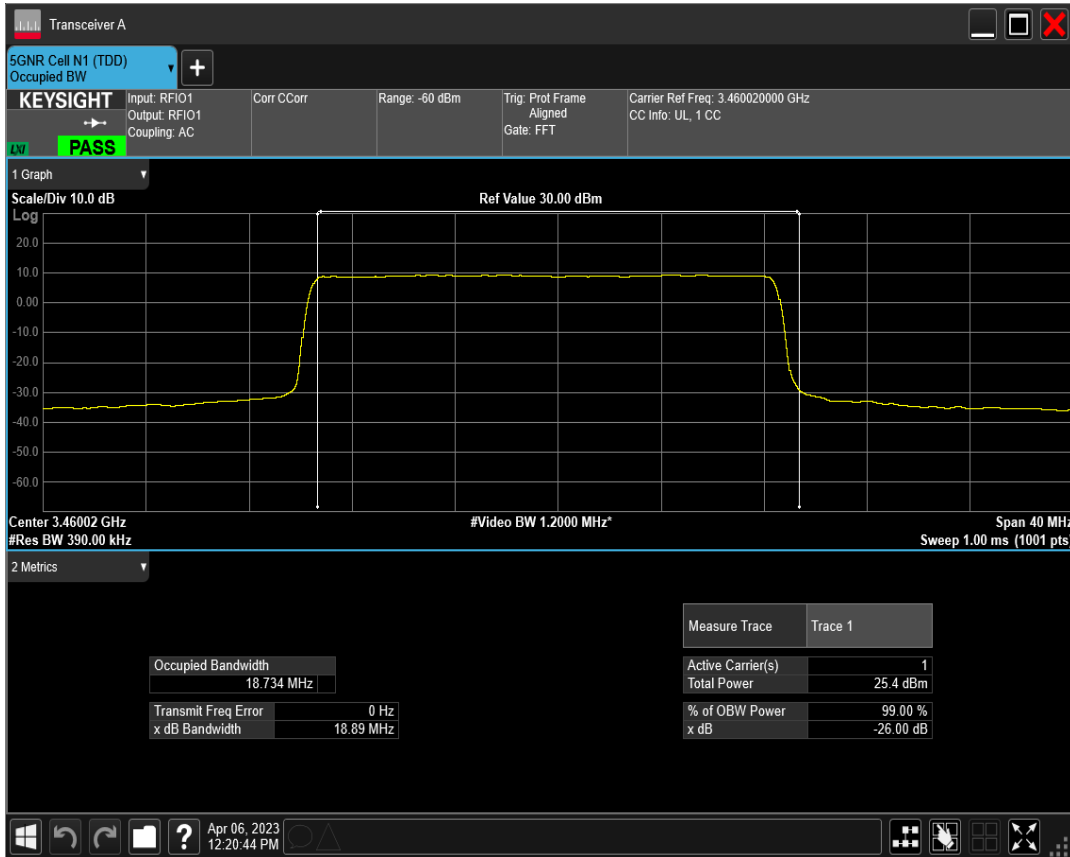 Transceiver A
5GNR Cell N1 (TDD)
Occupied BW
+
KEYSIGHT
LXI
PASS
Input: RFIO1
Output: RFIO1
Coupling: AC
Corr CCorr
Range: -60 dBm
Trig: Prot Frame
Aligned
Gate: FFT
Carrier Ref Freq: 3.460020000 GHz
CC Info: UL, 1 CC
1 Graph
Scale/Div 10.0 dB
Ref Value 30.00 dBm
Log
20.0
10.0
0.00
-10.0
-20.0
-30.0
-40.0
-50.0
-60.0
Center 3.46002 GHz
#Video BW 1.2000 MHz*
Span 40 MHz
#Res BW 390.00 kHz
Sweep 1.00 ms (1001 pts)
2 Metrics
Measure Trace Trace 1
Occupied Bandwidth
18.734 MHz
Active Carrier(s) 1
Total Power 25.4 dBm
Transmit Freq Error 0 Hz
x dB Bandwidth 18.89 MHz
% of OBW Power 99.00 %
x dB -26.00 dB
?
Apr 06, 2023
12:20:44 PM